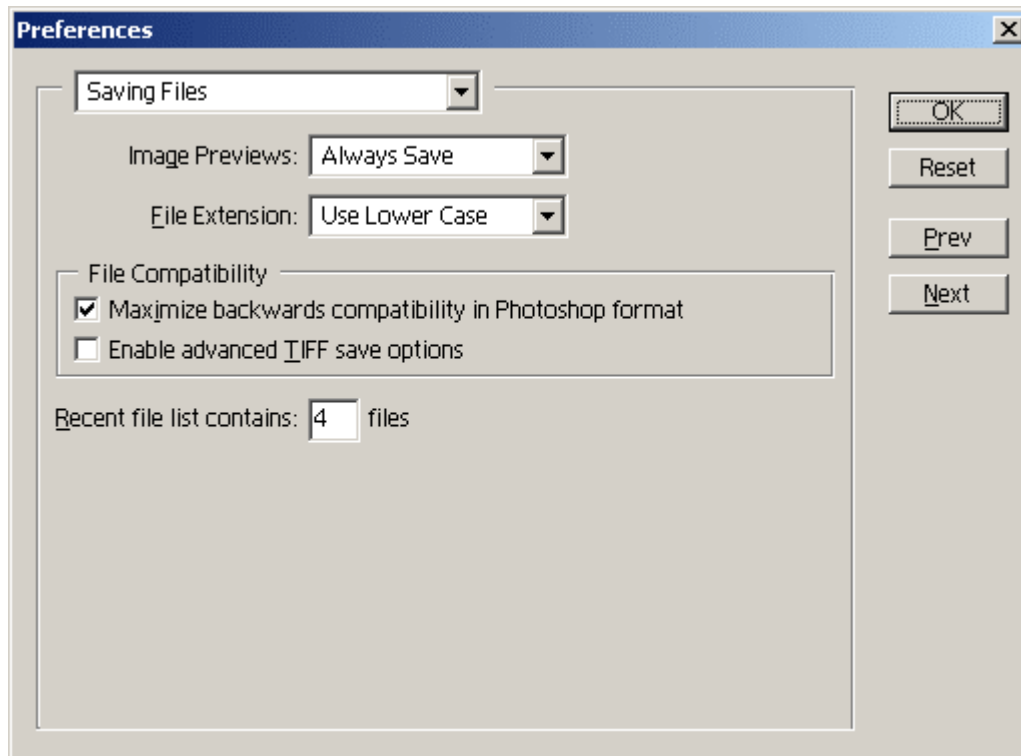 Preferences
Saving Files
Image Previews: Always Save
File Extension: Use Lower Case
File Compatibility
Maximize backwards compatibility in Photoshop format
Enable advanced TIFF save options
Recent file list contains: 4 files
OK
Reset
Prev
Next